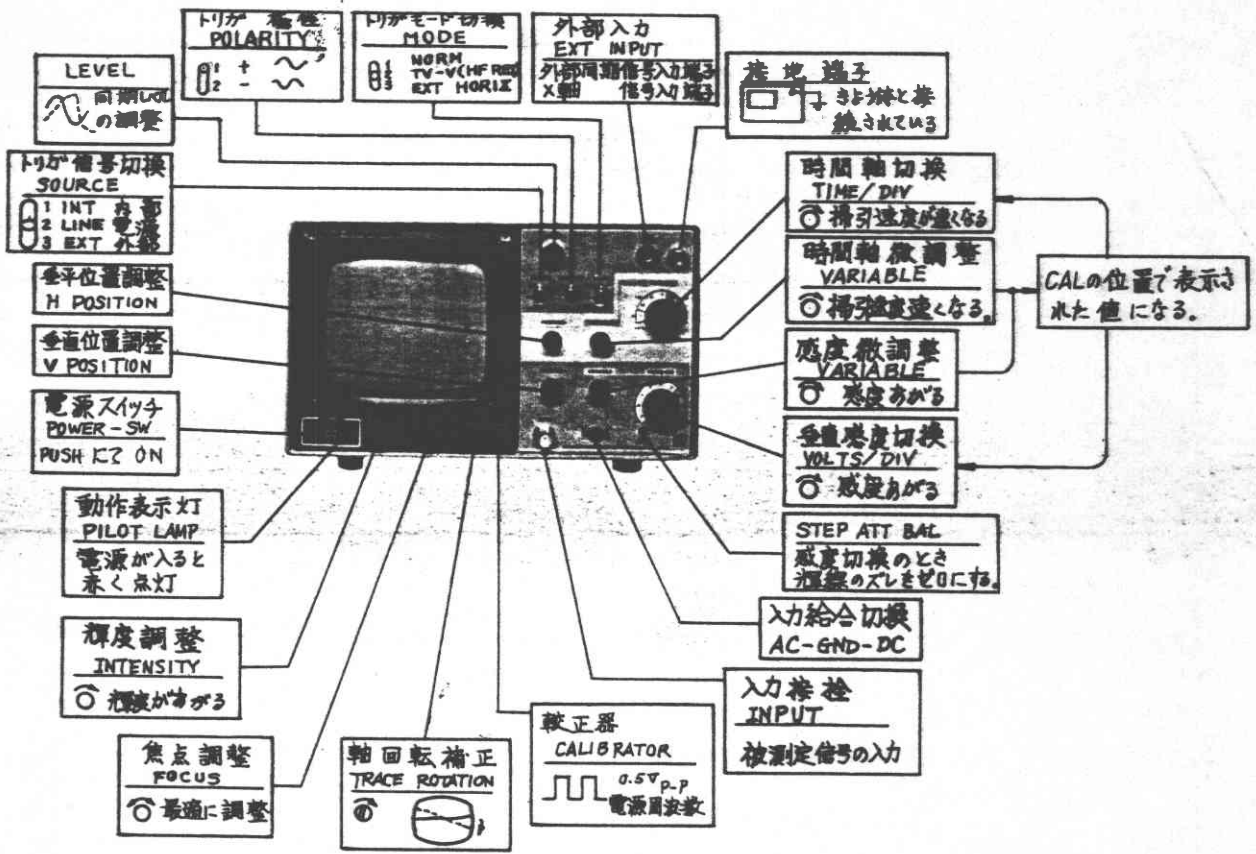 トリガ 極性
POLARITY
1 +
2 -
トリガモード切換
MODE
1 NORM
2 TV-V(HF REJ)
3 EXT HORIZ
外部入力
EXT INPUT
外部同期信号入力端子
X軸 信号入力端子
接地端子
きょう体と接
続されている
LEVEL
同期レベル
の調整
トリガ信号切換
SOURCE
1 INT 内部
2 LINE 電源
3 EXT 外部
垂平位置調整
H POSITION
垂直位置調整
V POSITION
電源スイッチ
POWER-SW
PUSH にて ON
動作表示灯
PILOT LAMP
電源が入ると
赤く点灯
輝度調整
INTENSITY
輝度があがる
焦点調整
FOCUS
最適に調整
軸回転補正
TRACE ROTATION
較正器
CALIBRATOR
0.5Vp-p
電源周波数
時間軸切換
TIME/DIV
掃引速度が速くなる
時間軸微調整
VARIABLE
掃引速度速くなる。
感度微調整
VARIABLE
感度あがる
垂直感度切換
VOLTS/DIV
感度あがる
CALの位置で表示さ
れた値になる。
STEP ATT BAL
感度切換のとき
輝線のズレをゼロにする。
入力結合切換
AC-GND-DC
入力接栓
INPUT
被測定信号の入力